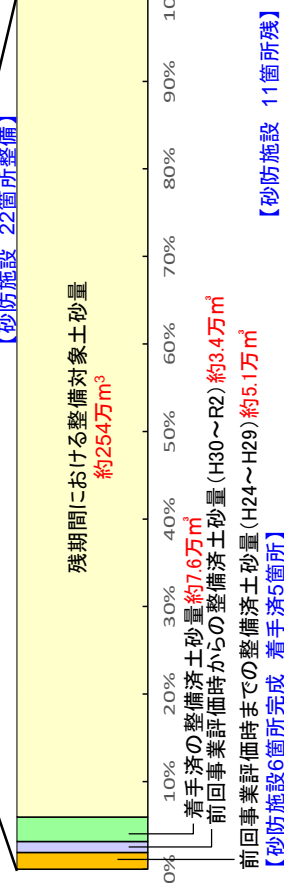 【砂防施設 22箇所整備】
残期間における整備対象土砂量
約254万m³
0%
10%
20%
30%
40%
50%
60%
70%
80%
90%
10
着手済の整備済土砂量約7.6万㎥
前回事業評価時からの整備済土砂量(H30～R2)約3.4万㎥
前回事業評価時までの整備済土砂量(H24～H29)約5.1万㎥
【砂防施設6箇所完成 着手済5箇所】
【砂防施設 11箇所残】